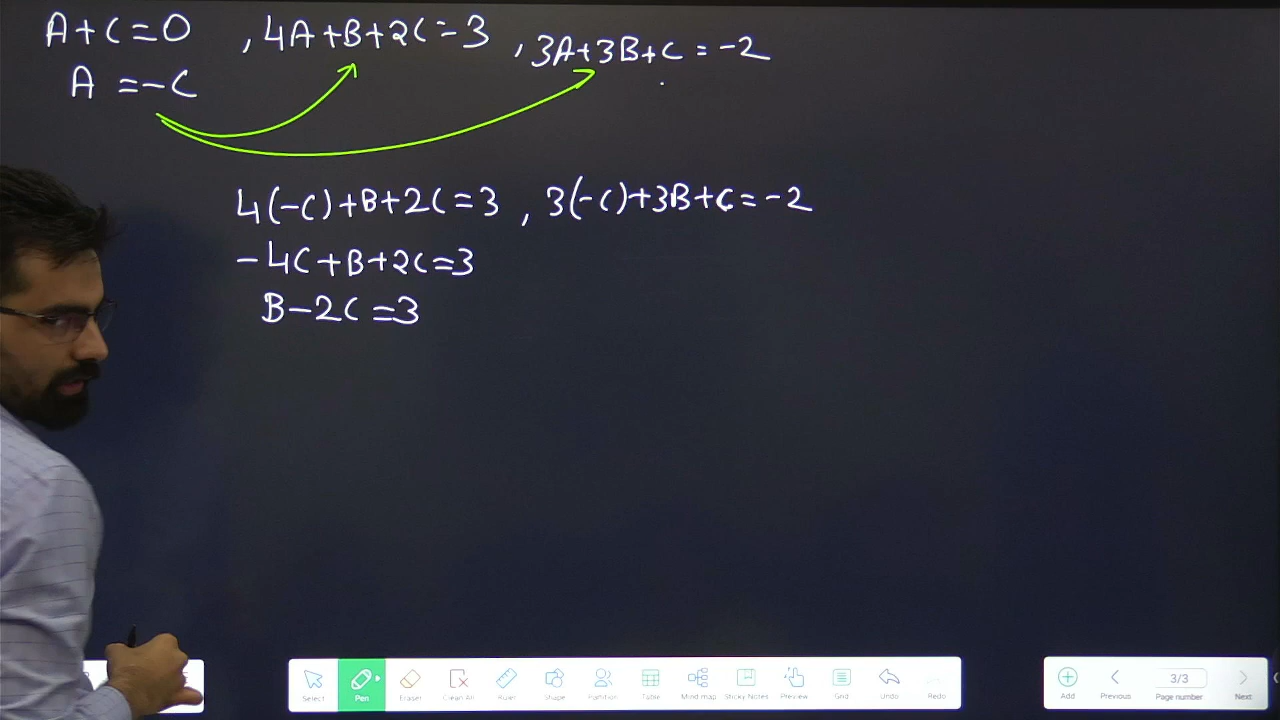 A+C=0 , 4A+B+2C=3 , 3A+3B+C=-2
A=-C
4(-C)+B+2C=3 , 3(-C)+3B+C=-2
-4C+B+2C=3
B-2C=3
Select Pen Eraser Clean All Ruler Shape Partition Table Mind map Sticky Notes Preview Grid Undo Redo
3/3
Add Previous Page number Next